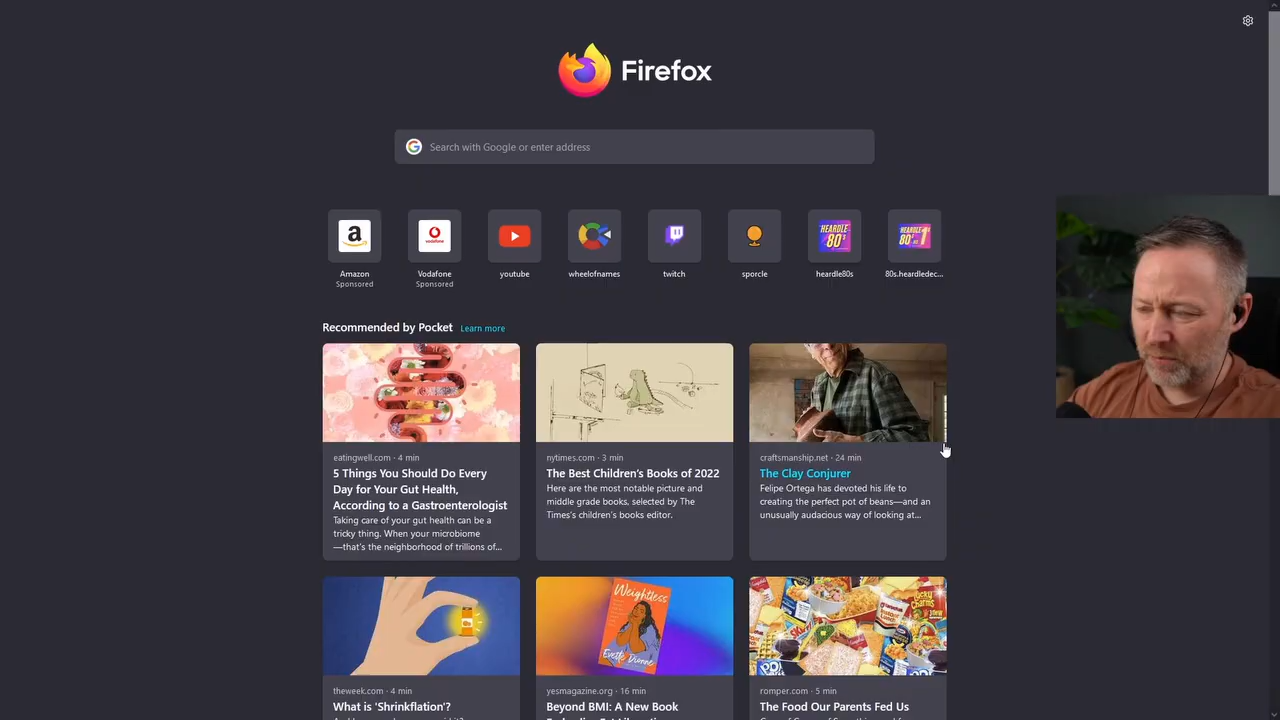 Firefox
Search with Google or enter address
Amazon
Sponsored
Vodafone
Sponsored
youtube
wheelofnames
twitch
sporcle
heardle80s
80s.heardledec...
Recommended by Pocket Learn more
eatingwell.com · 4 min
5 Things You Should Do Every
Day for Your Gut Health,
According to a Gastroenterologist
Taking care of your gut health can be a
tricky thing. When your microbiome
—that's the neighborhood of trillions of...
nytimes.com · 3 min
The Best Children's Books of 2022
Here are the most notable picture and
middle grade books, selected by The
Times's children's books editor.
craftsmanship.net · 24 min
The Clay Conjurer
Felipe Ortega has devoted his life to
creating the perfect pot of beans—and an
unusually audacious way of looking at...
Weightless
Evette Dionne
theweek.com · 4 min
What is 'Shrinkflation'?
yesmagazine.org · 16 min
Beyond BMI: A New Book
romper.com · 5 min
The Food Our Parents Fed Us